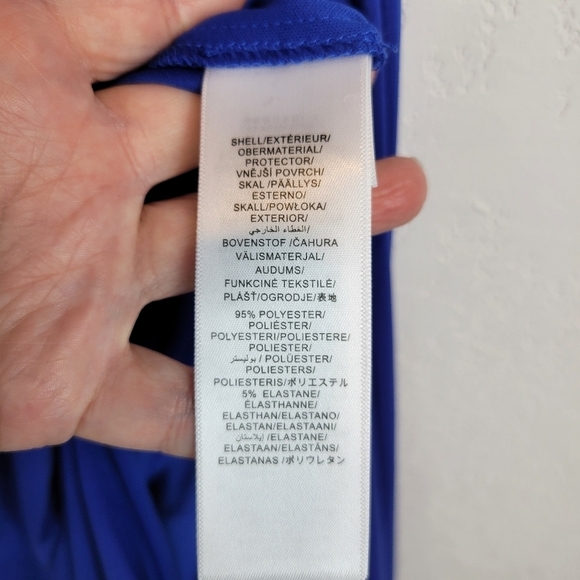 SHELL/EXTÉRIEUR/
OBERMATERIAL/
PROTECTOR/
VNĚJŠÍ POVRCH/
SKAL /PÄÄLLYS/
ESTERNO/
SKALL/POWŁOKA/
EXTERIOR/
الغطاء الخارجي/
BOVENSTOF /ČAHURA
VÄLISMATERJAL/
AUDUMS/
FUNKCINĖ TEKSTILĖ/
PLÁŠŤ/OGRODJE/表地
95% POLYESTER/
POLIÉSTER/
POLYESTERI/POLIESTERE/
POLIESTER/
بوليستر / POLÜESTER/
POLIESTERS/
POLIESTERIS/ポリエステル
5% ELASTANE/
ÉLASTHANNE/
ELASTHAN/ELASTANO/
ELASTAN/ELASTAANI/
إيلاستان /ELASTANE/
ELASTAAN/ELASTĀNS/
ELASTANAS /ポリウレタン